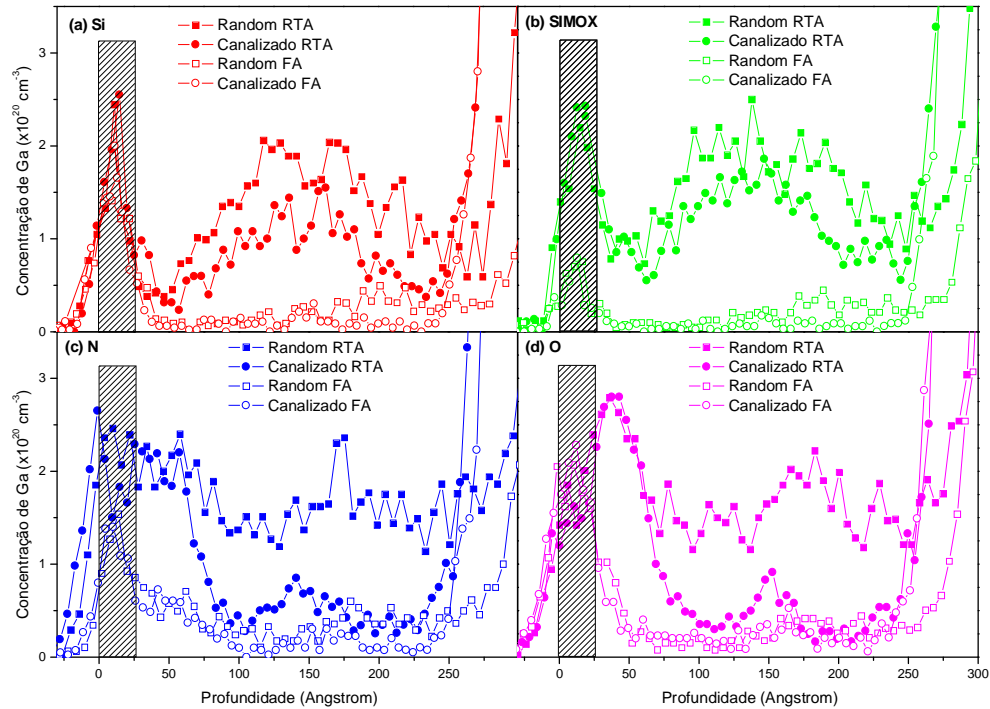 (a) Si
Random RTA
Canalizado RTA
Random FA
Canalizado FA
(b) SIMOX
Random RTA
Canalizado RTA
Random FA
Canalizado FA
3
2
1
0
Concentração de Ga (x10²⁰ cm⁻³)
(c) N
Random RTA
Canalizado RTA
Random FA
Canalizado FA
(d) O
Random RTA
Canalizado RTA
Random FA
Canalizado FA
3
2
1
0
Concentração de Ga (x10²⁰ cm⁻³)
0 50 100 150 200 250
0 50 100 150 200 250 300
Profundidade (Angstrom)
Profundidade (Angstrom)